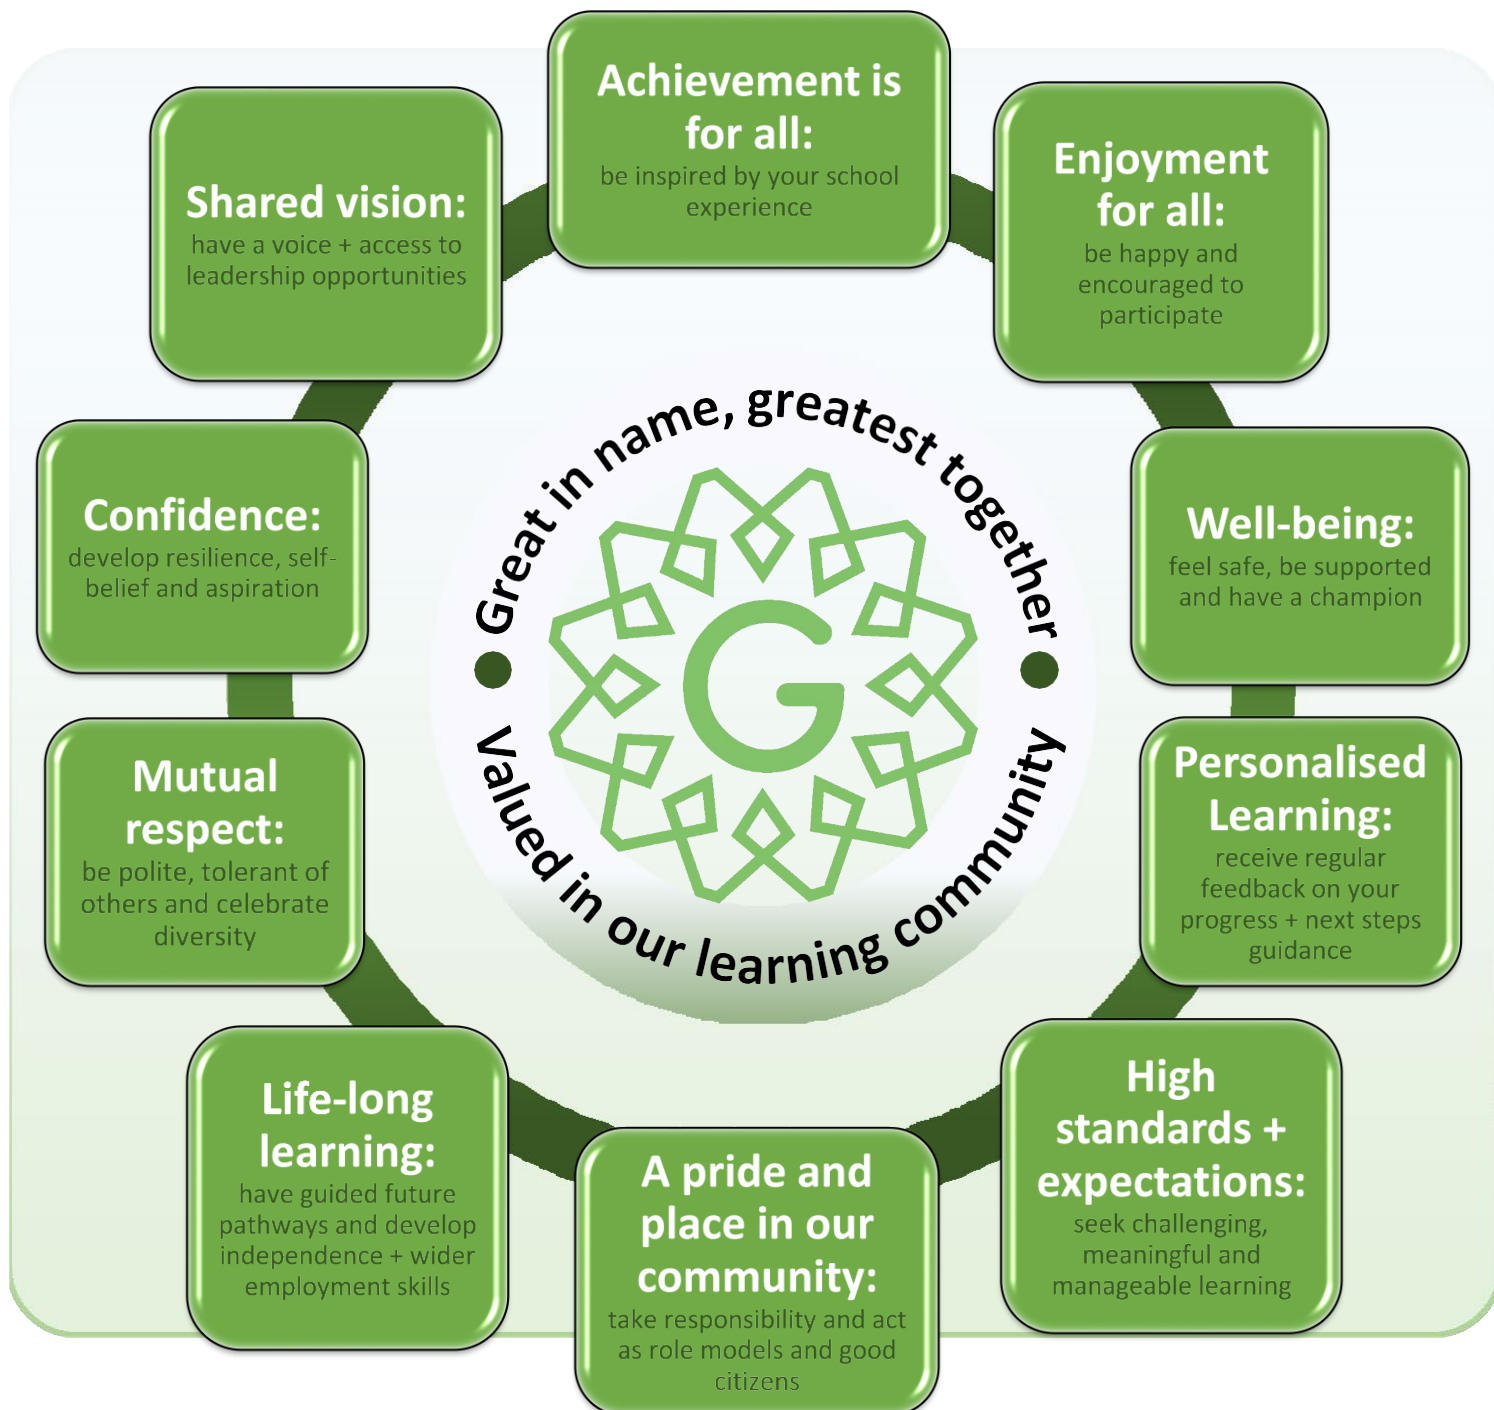 Achievement is
for all:
be inspired by your school
experience
Enjoyment
for all:
be happy and
encouraged to
participate
Well-being:
feel safe, be supported
and have a champion
Personalised
Learning:
receive regular
feedback on your
progress + next steps
guidance
High
standards +
expectations:
seek challenging,
meaningful and
manageable learning
A pride and
place in our
community:
take responsibility and act
as role models and good
citizens
Life-long
learning:
have guided future
pathways and develop
independence + wider
employment skills
Mutual
respect:
be polite, tolerant of
others and celebrate
diversity
Confidence:
develop resilience, self-
belief and aspiration
Shared vision:
have a voice + access to
leadership opportunities
Great in name, greatest together
G
Valued in our learning community